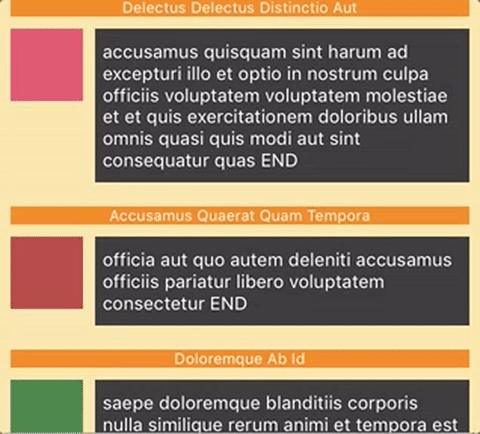 Delectus Delectus Distinctio Aut
accusamus quisquam sint harum ad
excepturi illo et optio in nostrum culpa
officiis voluptatem voluptatem molestiae
et et quis exercitationem doloribus ullam
omnis quasi quis modi aut sint
consequatur quas END
Accusamus Quaerat Quam Tempora
officia aut quo autem deleniti accusamus
officiis pariatur libero voluptatem
consectetur END
Doloremque Ab Id
saepe doloremque blanditiis corporis
nulla similique rerum animi et tempora est